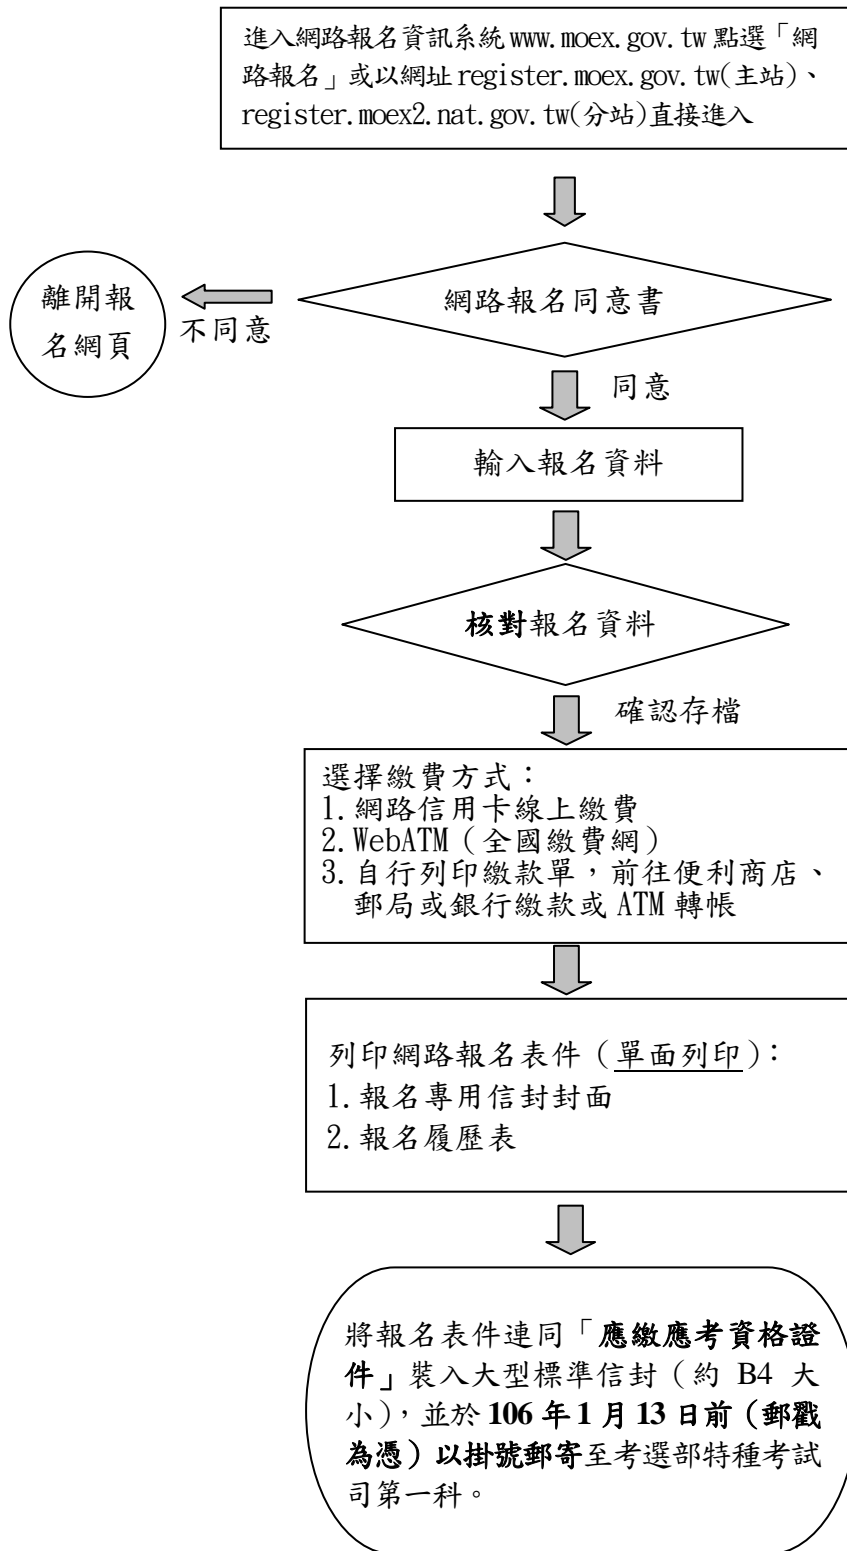 進入網路報名資訊系統 www.moex.gov.tw 點選「網
路報名」或以網址 register.moex.gov.tw(主站)、
register.moex2.nat.gov.tw(分站)直接進入
網路報名同意書
離開報
名網頁
不同意
同意
輸入報名資料
核對報名資料
確認存檔
選擇繳費方式：
1.網路信用卡線上繳費
2.WebATM（全國繳費網）
3.自行列印繳款單，前往便利商店、
郵局或銀行繳款或 ATM 轉帳
列印網路報名表件（單面列印）：
1.報名專用信封封面
2.報名履歷表
將報名表件連同「應繳應考資格證
件」裝入大型標準信封（約 B4 大
小），並於 106 年 1 月 13 日前（郵戳
為憑）以掛號郵寄至考選部特種考試
司第一科。